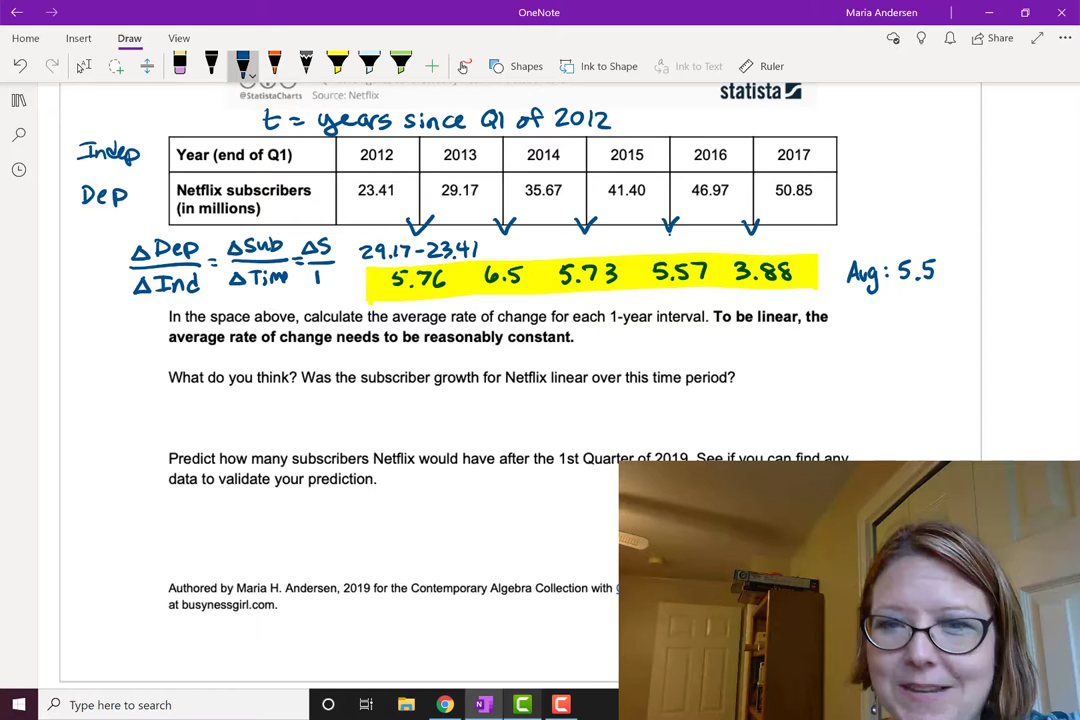 OneNote
Maria Andersen
Home Insert Draw View
Share
Shapes Ink to Shape Ink to Text Ruler
@StatistaCharts Source: Netflix
statista
t = years since Q1 of 2012
Indep Year (end of Q1) 2012 2013 2014 2015 2016 2017
Dep Netflix subscribers 23.41 29.17 35.67 41.40 46.97 50.85
(in millions)
ΔDep/ΔInd = ΔSub/ΔTime = ΔS/1
29.17-23.41
5.76 6.5 5.73 5.57 3.88
Avg: 5.5
In the space above, calculate the average rate of change for each 1-year interval. To be linear, the
average rate of change needs to be reasonably constant.
What do you think? Was the subscriber growth for Netflix linear over this time period?
Predict how many subscribers Netflix would have after the 1st Quarter of 2019. See if you can find any
data to validate your prediction.
Authored by Maria H. Andersen, 2019 for the Contemporary Algebra Collection with
at busynessgirl.com.
Type here to search